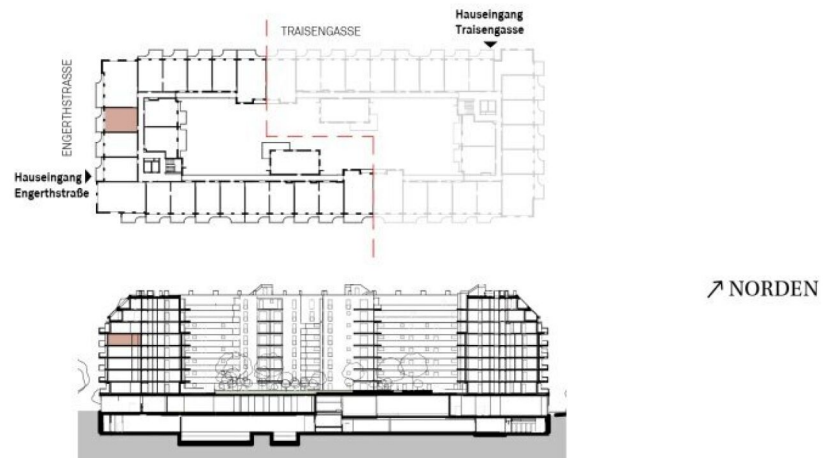 Hauseingang
Traisengasse
TRAISENGASSE
ENGERTHSTRASSE
Hauseingang
Engerthstraße
NORDEN